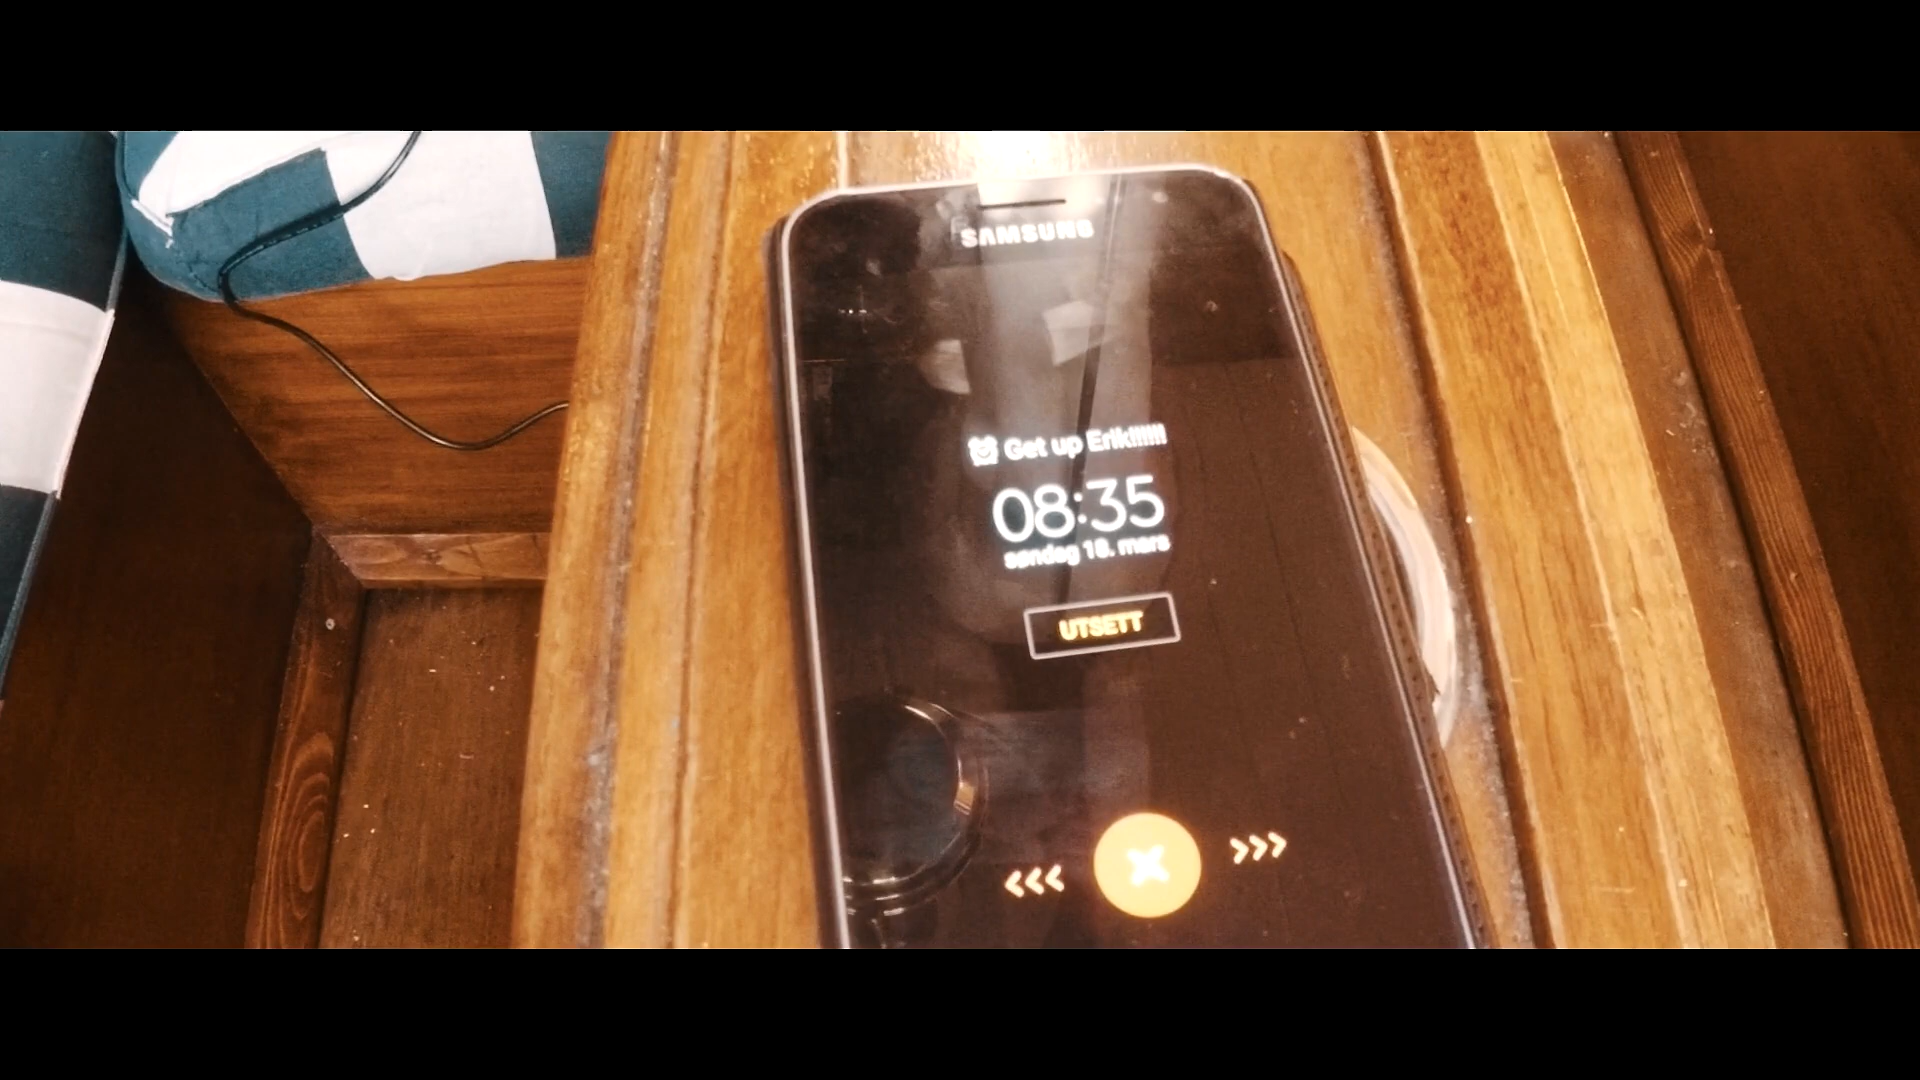 SAMSUNG
Get up Erik!!!!!!
08:35
søndag 18. mars
UTSETT